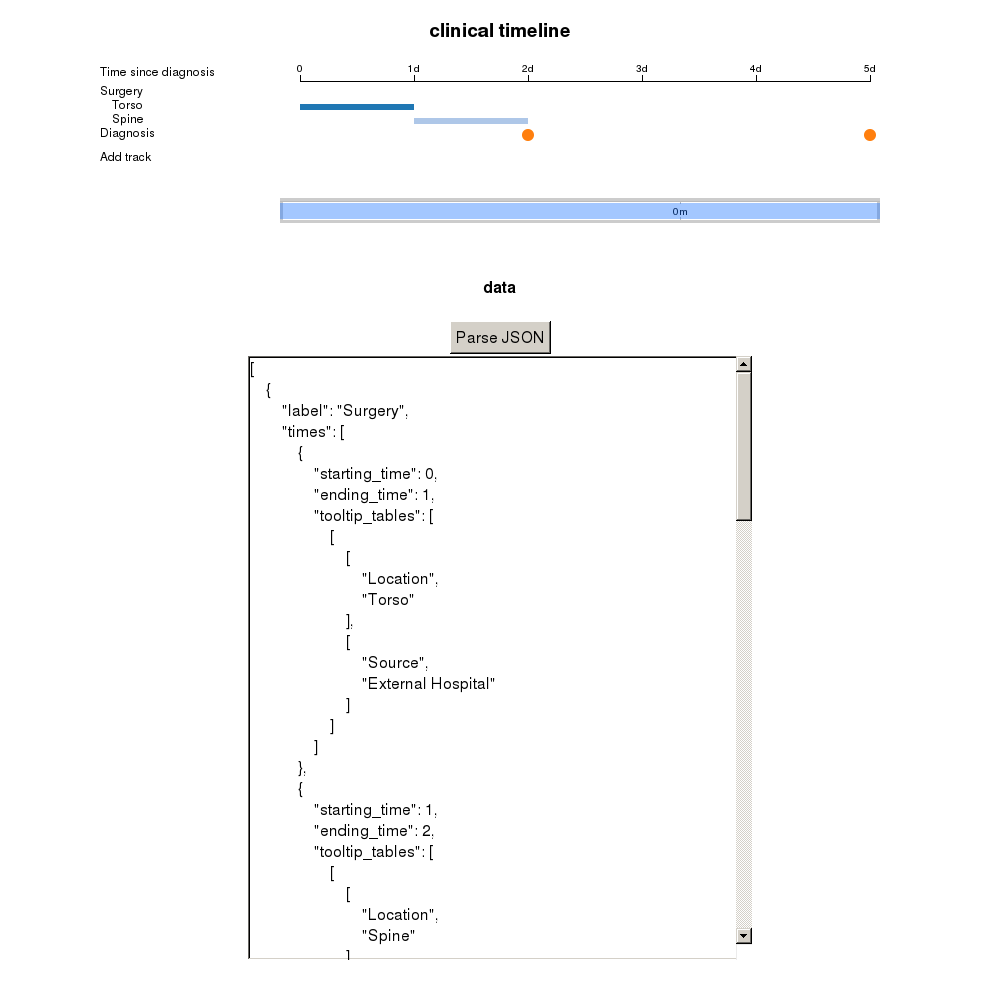 clinical timeline
Time since diagnosis
0 1d 2d 3d 4d 5d
Surgery
Torso
Spine
Diagnosis
Add track
0m
data
Parse JSON
[
{
"label": "Surgery",
"times": [
{
"starting_time": 0,
"ending_time": 1,
"tooltip_tables": [
[
[
"Location",
"Torso"
],
[
"Source",
"External Hospital"
]
]
]
},
{
"starting_time": 1,
"ending_time": 2,
"tooltip_tables": [
[
[
"Location",
"Spine"
]